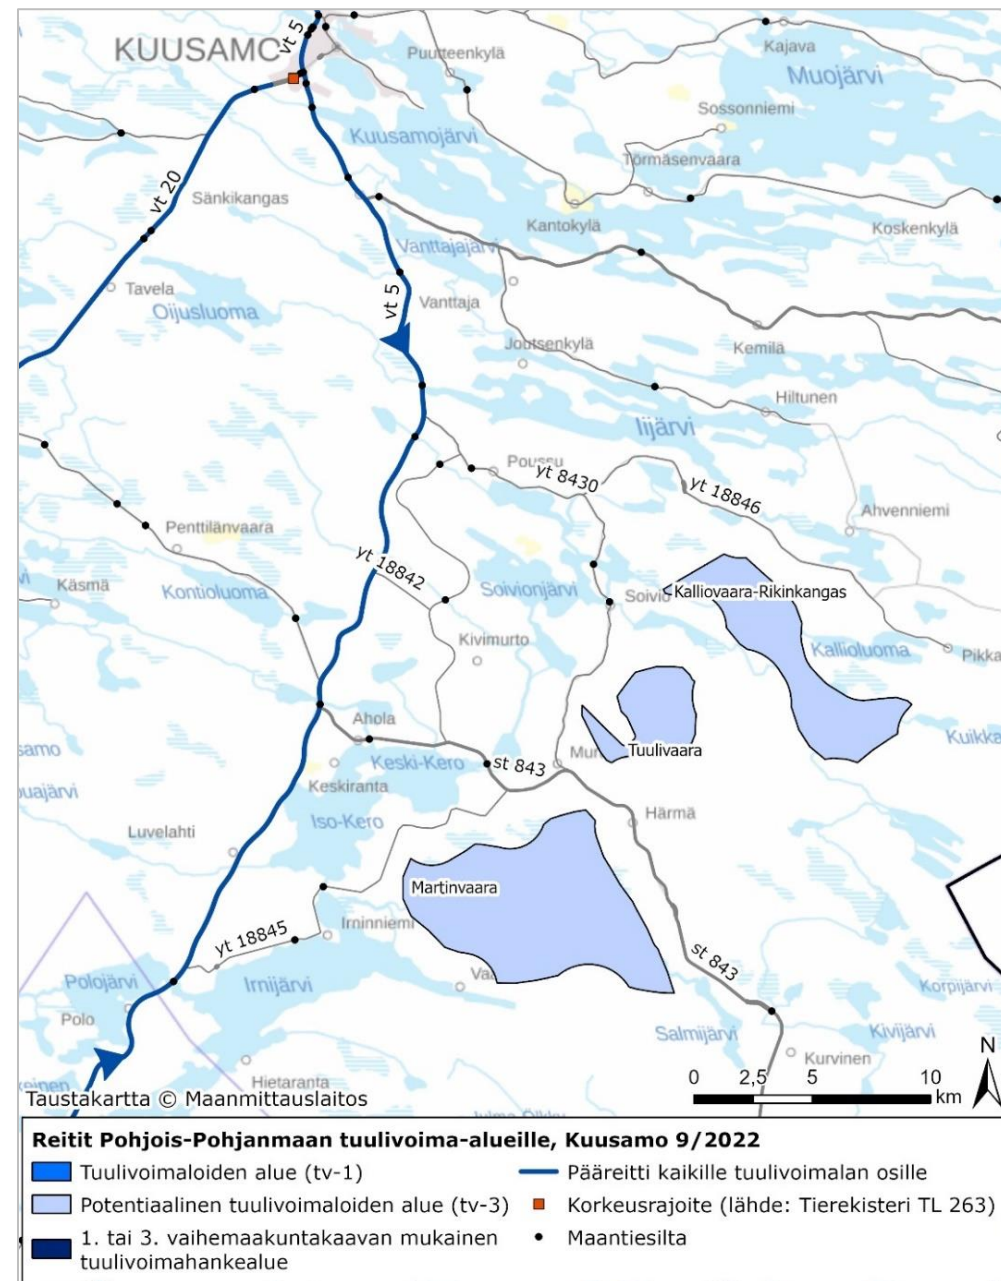 KUUSAMO
vt 5
Puutteenkylä
Kajava
Muojärvi
Sossonniemi
Kuusamojärvi
Törmäsenvaara
vt 20
Sänkikangas
Kantokylä
Koskenkylä
Vanttajajärvi
Tavela
Oijusluoma
vt 5
Vanttaja
Joutsenkylä
Kemilä
Hiltunen
Iijärvi
Poussu
yt 8430
yt 18846
Ahvenniemi
Penttilänvaara
yt 18842
Käsmä
Kontioluoma
Soivionjärvi
Soivio
Kalliovaara-Rikinkangas
Kivimurto
Kallioluoma
Pikka
Ahola
Kuikka
samo
Keski-Kero
st 843
Mur
Tuulivaara
Keskiranta
ouajärvi
Iso-Kero
Härmä
Luvelahti
Martinvaara
Irninniemi
yt 18845
st 843
Polojärvi
Irnijärvi
Vaa
Korpijärvi
Polo
Salmijärvi
Kivijärvi
Kurvinen
N
Hietaranta
0 2,5 5 10
km
Taustakartta © Maanmittauslaitos
Reitit Pohjois-Pohjanmaan tuulivoima-alueille, Kuusamo 9/2022
Tuulivoimaloiden alue (tv-1)
Potentiaalinen tuulivoimaloiden alue (tv-3)
1. tai 3. vaihemaakuntakaavan mukainen
tuulivoimahankealue
Pääreitti kaikille tuulivoimalan osille
Korkeusrajoite (lähde: Tierekisteri TL 263)
Maantiesilta